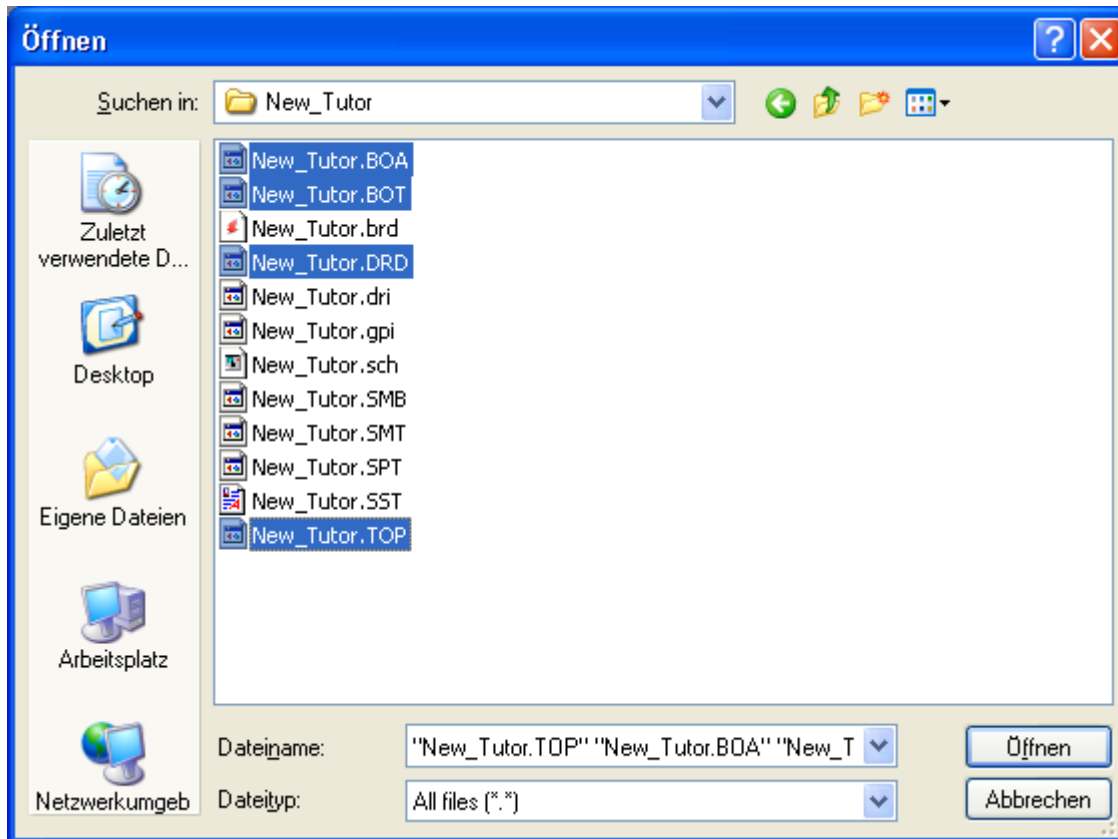 Öffnen
Suchen in:
New_Tutor
Zuletzt
verwendete D...
Desktop
Eigene Dateien
Arbeitsplatz
Netzwerkumgeb
New_Tutor.BOA
New_Tutor.BOT
New_Tutor.brd
New_Tutor.DRD
New_Tutor.dri
New_Tutor.gpi
New_Tutor.sch
New_Tutor.SMB
New_Tutor.SMT
New_Tutor.SPT
New_Tutor.SST
New_Tutor.TOP
Dateiname:
"New_Tutor.TOP" "New_Tutor.BOA" "New_T
Öffnen
Dateityp:
All files (*.*)
Abbrechen